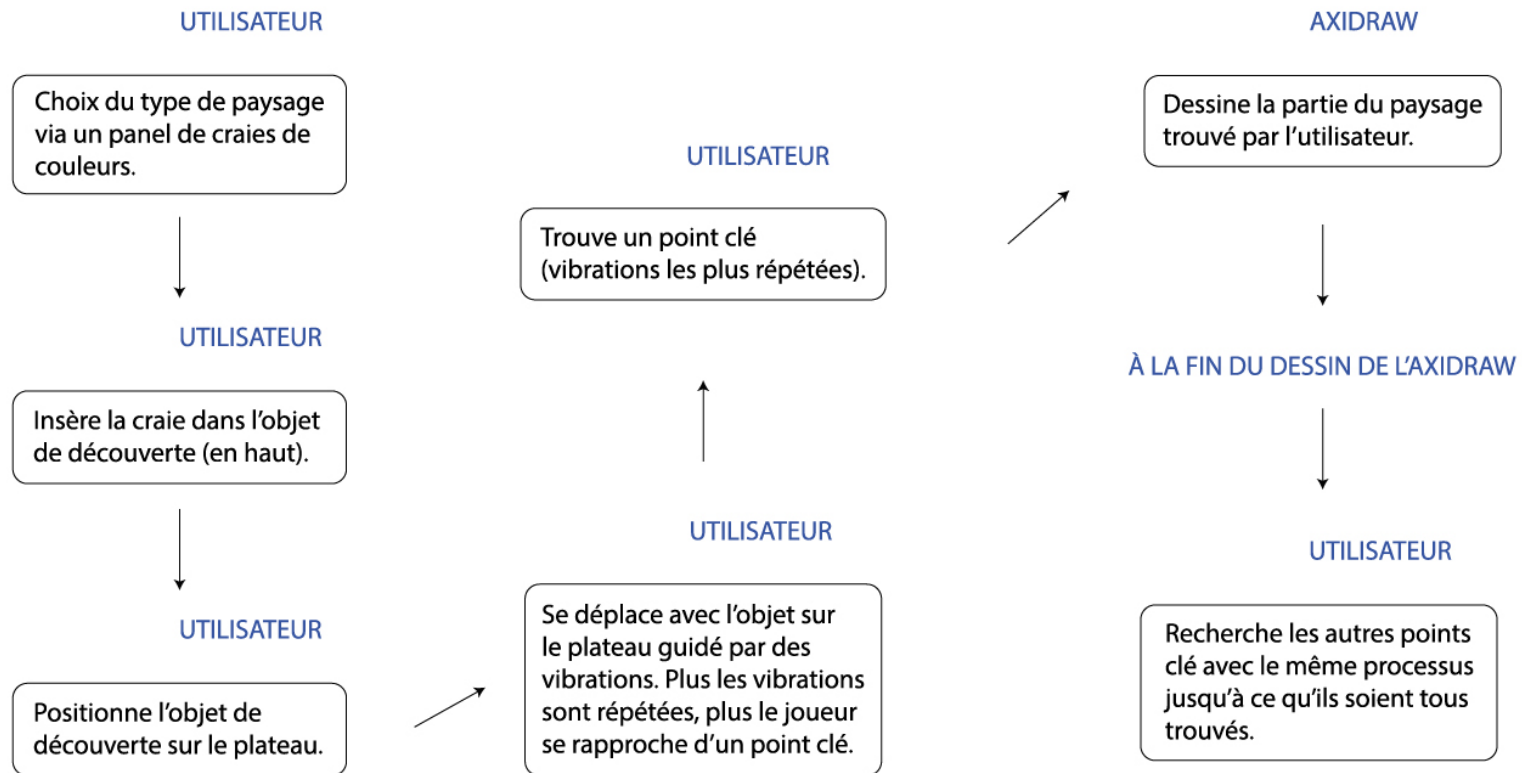 UTILISATEUR
Choix du type de paysage
via un panel de craies de
couleurs.
UTILISATEUR
Insère la craie dans l'objet
de découverte (en haut).
UTILISATEUR
Positionne l'objet de
découverte sur le plateau.
UTILISATEUR
Se déplace avec l'objet sur
le plateau guidé par des
vibrations. Plus les vibrations
sont répétées, plus le joueur
se rapproche d'un point clé.
UTILISATEUR
Trouve un point clé
(vibrations les plus répétées).
AXIDRAW
Dessine la partie du paysage
trouvé par l'utilisateur.
À LA FIN DU DESSIN DE L'AXIDRAW
UTILISATEUR
Recherche les autres points
clé avec le même processus
jusqu'à ce qu'ils soient tous
trouvés.